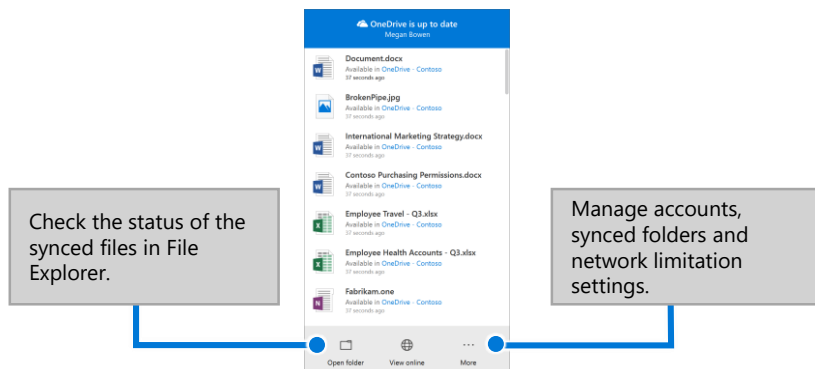 OneDrive is up to date
Megan Bowen
Document.docx
Available in OneDrive - Contoso
37 seconds ago
BrokenPipe.jpg
Available in OneDrive - Contoso
37 seconds ago
International Marketing Strategy.docx
Available in OneDrive - Contoso
37 seconds ago
Contoso Purchasing Permissions.docx
Available in OneDrive - Contoso
37 seconds ago
Employee Travel - Q3.xlsx
Available in OneDrive - Contoso
37 seconds ago
Employee Health Accounts - Q3.xlsx
Available in OneDrive - Contoso
37 seconds ago
Fabrikam.one
Available in OneDrive - Contoso
37 seconds ago
Open folder View online More
Check the status of the
synced files in File
Explorer.
Manage accounts,
synced folders and
network limitation
settings.